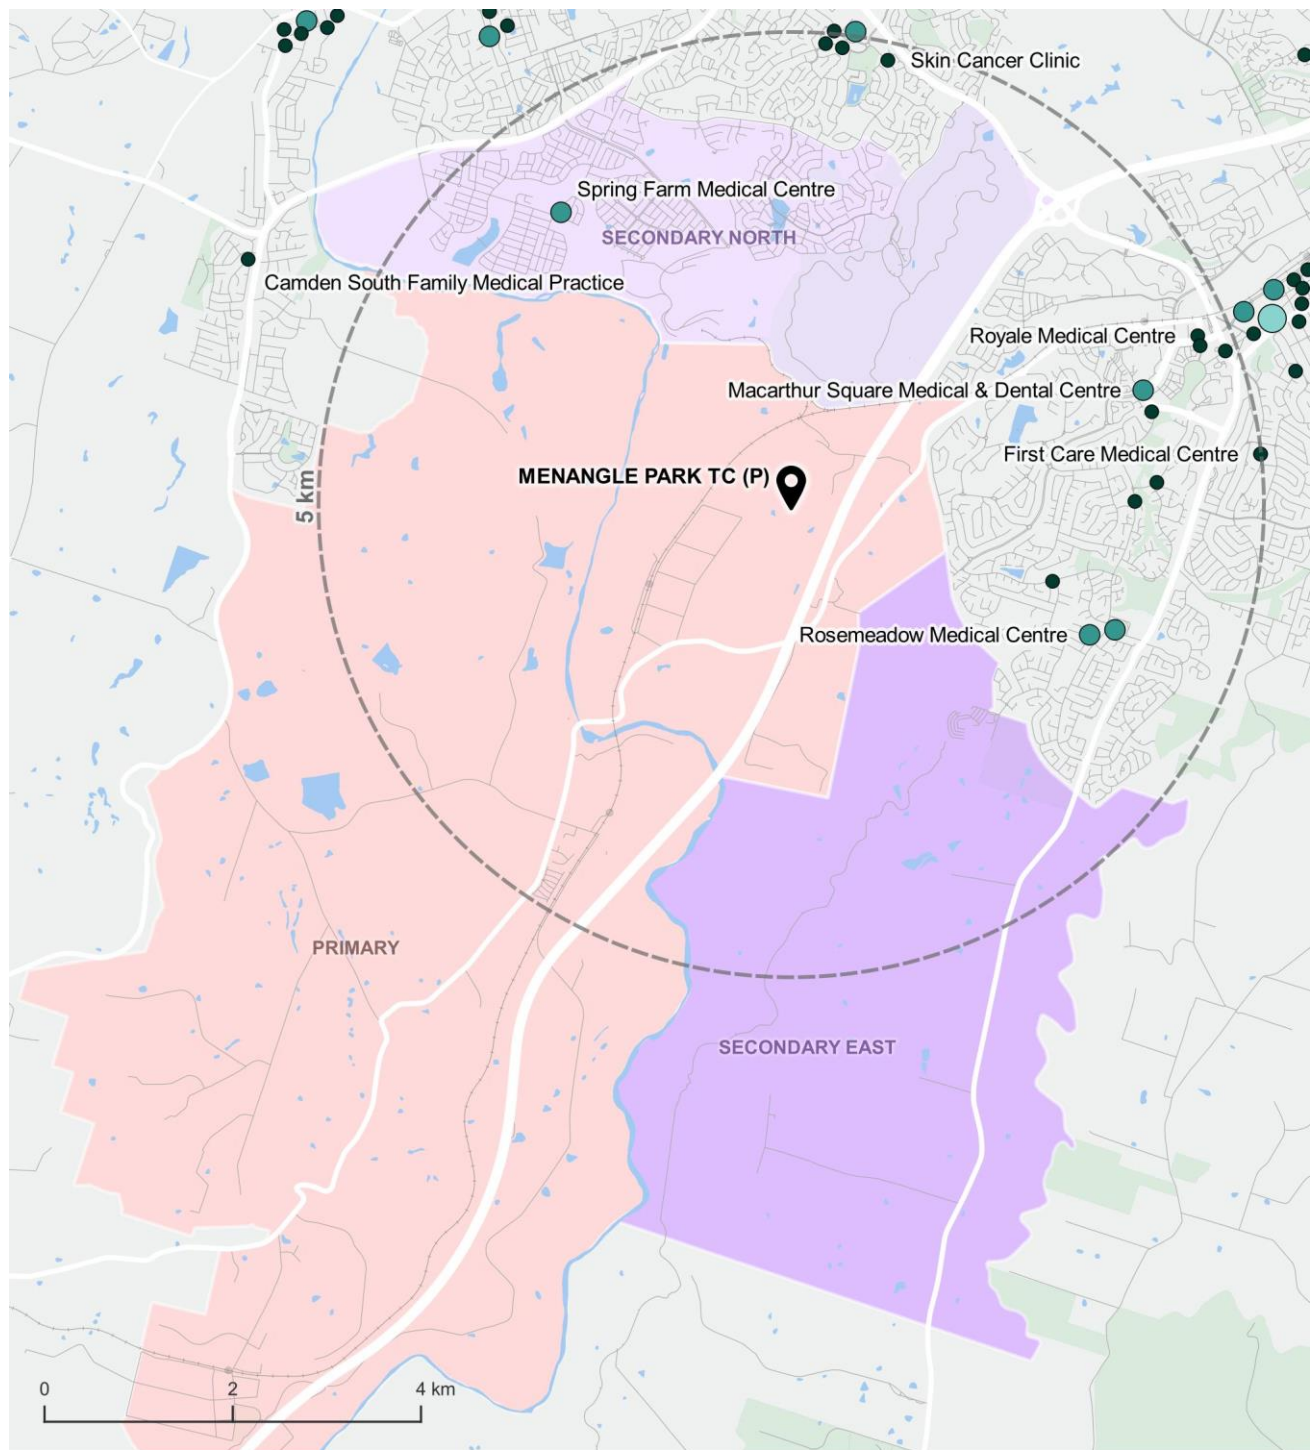 Skin Cancer Clinic
Spring Farm Medical Centre
SECONDARY NORTH
Camden South Family Medical Practice
Royale Medical Centre
Macarthur Square Medical & Dental Centre
First Care Medical Centre
MENANGLE PARK TC (P)
5 km
Rosemeadow Medical Centre
PRIMARY
SECONDARY EAST
0 2 4 km